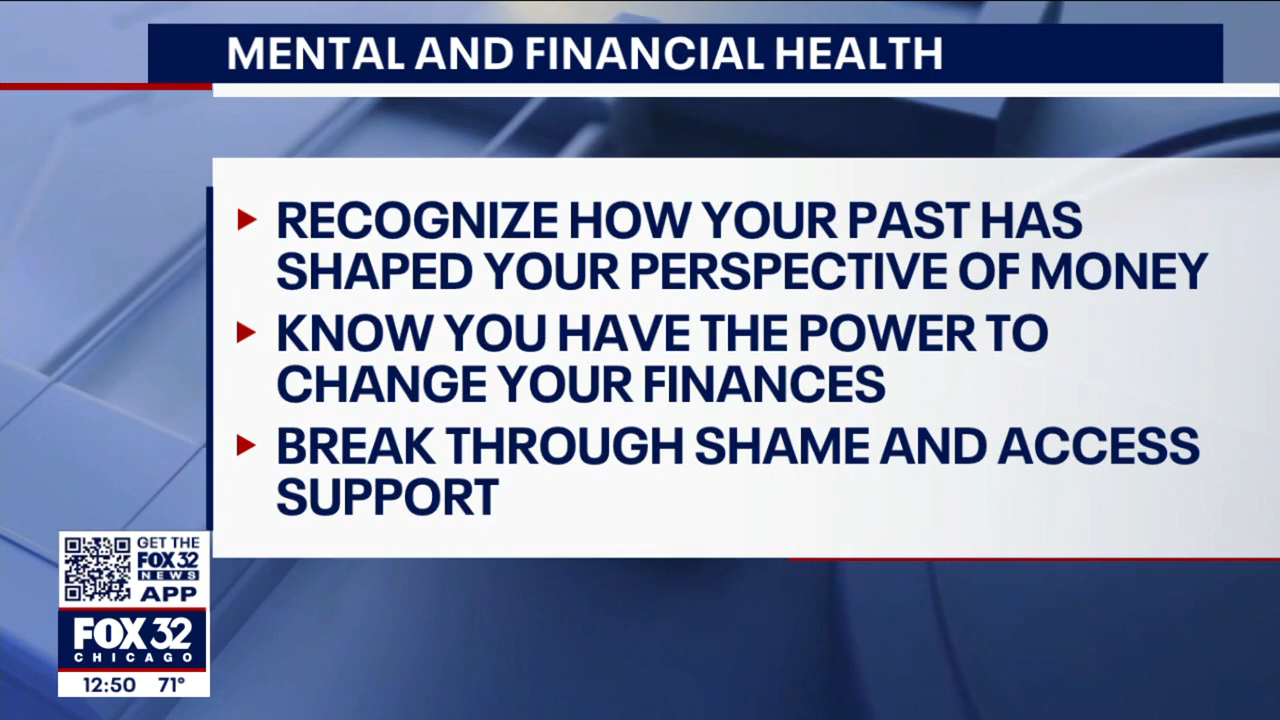 MENTAL AND FINANCIAL HEALTH
RECOGNIZE HOW YOUR PAST HAS
SHAPED YOUR PERSPECTIVE OF MONEY
KNOW YOU HAVE THE POWER TO
CHANGE YOUR FINANCES
BREAK THROUGH SHAME AND ACCESS
SUPPORT
GET THE
FOX 32
NEWS
APP
FOX 32
CHICAGO
12:50 71°